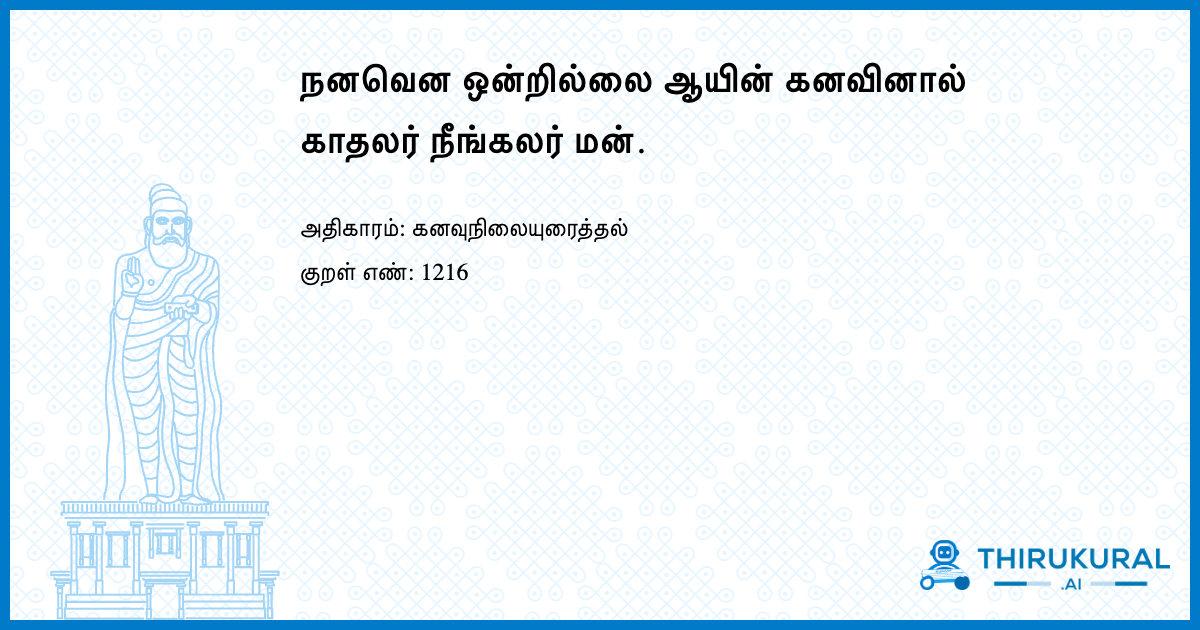 நனவென ஒன்றில்லை ஆயின் கனவினால்
காதலர் நீங்கலர் மன்.
அதிகாரம்: கனவுநிலையுரைத்தல்
குறள் எண்: 1216
THIRUKURAL
.AI